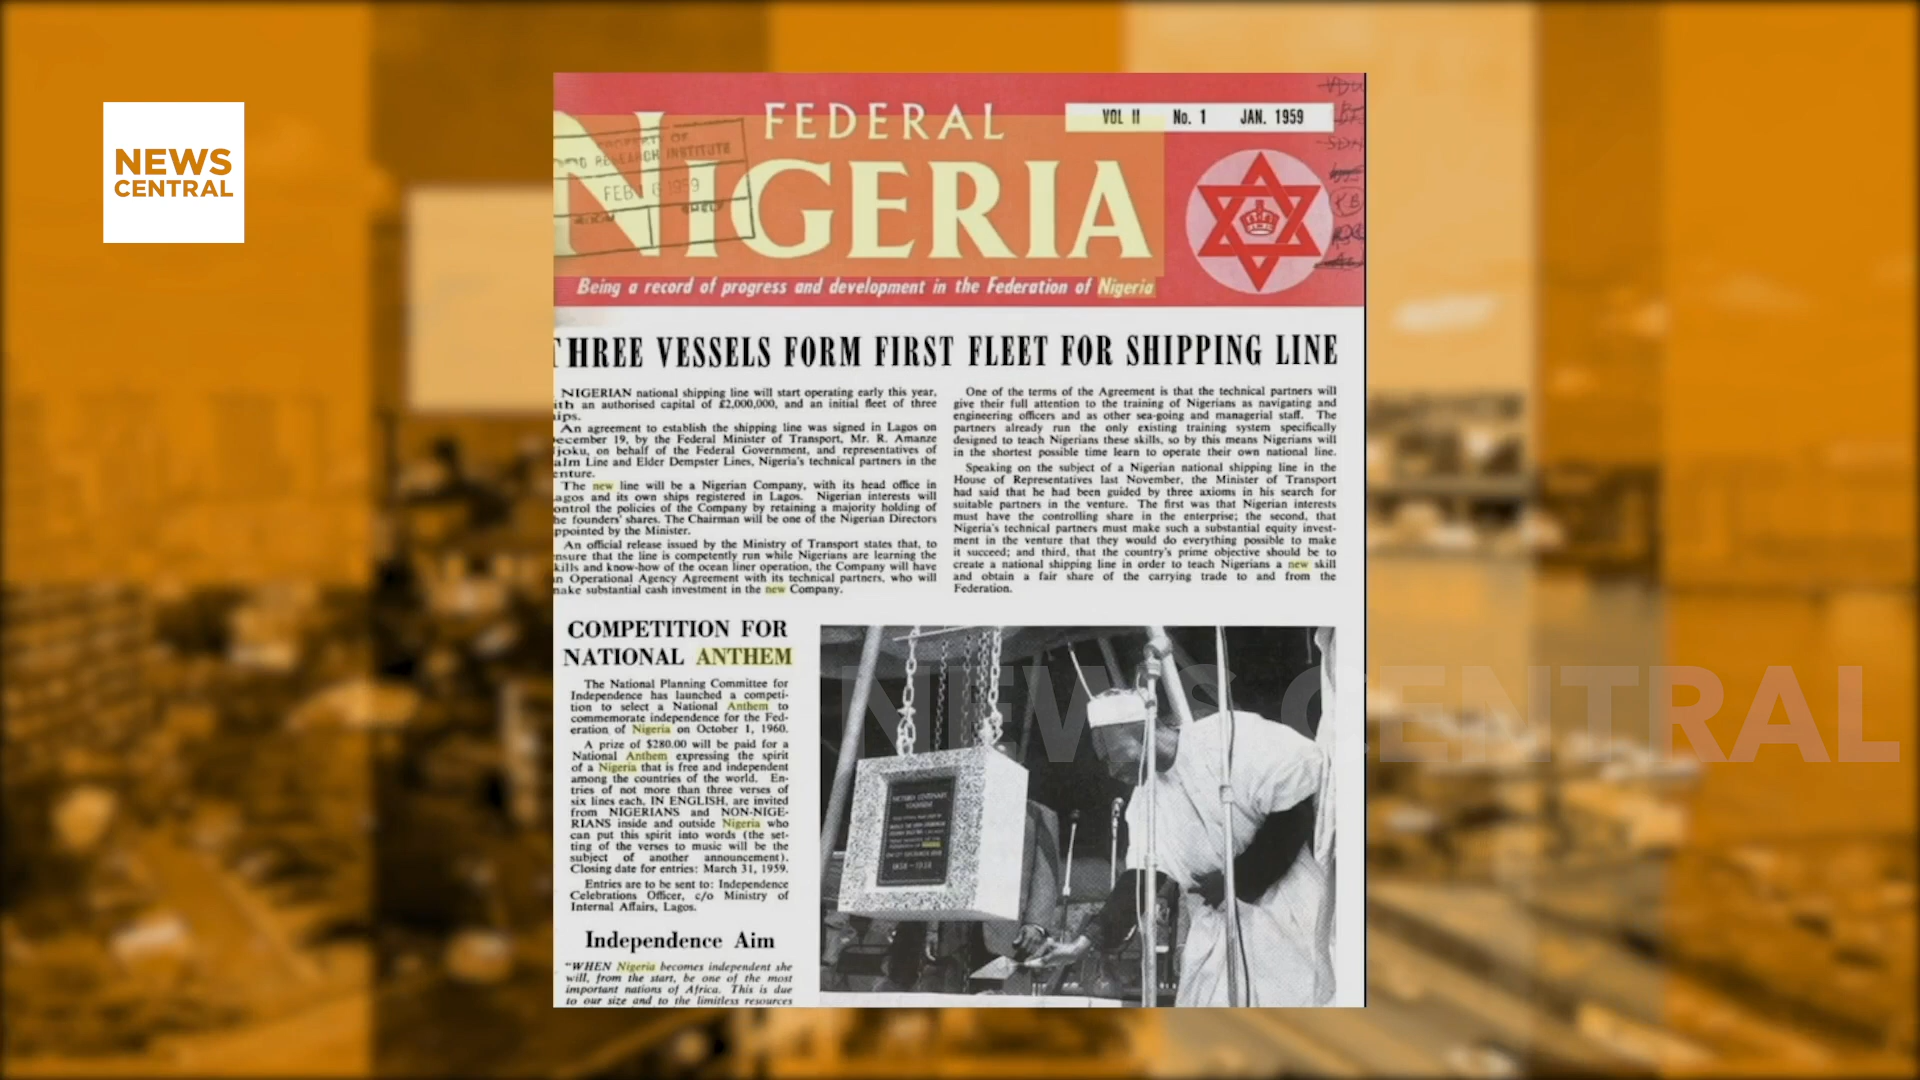 NEWS
CENTRAL
FEDERAL
NIGERIA
VOL II No. 1 JAN. 1959
PROPERTY OF
RESEARCH INSTITUTE
FEB 16 1959
SHELF
Being a record of progress and development in the Federation of Nigeria
THREE VESSELS FORM FIRST FLEET FOR SHIPPING LINE
NIGERIAN national shipping line will start operating early this year,
ith an authorised capital of £2,000,000, and an initial fleet of three
ips.
An agreement to establish the shipping line was signed in Lagos on
ecember 19, by the Federal Minister of Transport, Mr. R. Amanze
joku, on behalf of the Federal Government, and representatives of
alm Line and Elder Dempster Lines, Nigeria's technical partners in the
enture.
The new line will be a Nigerian Company, with its head office in
agos and its own ships registered in Lagos. Nigerian interests will
ontrol the policies of the Company by retaining a majority holding of
he founders' shares. The Chairman will be one of the Nigerian Directors
ppointed by the Minister.
An official release issued by the Ministry of Transport states that, to
nsure that the line is competently run while Nigerians are learning the
kills and know-how of the ocean liner operation, the Company will have
n Operational Agency Agreement with its technical partners, who will
make substantial cash investment in the new Company.
One of the terms of the Agreement is that the technical partners will
give their full attention to the training of Nigerians as navigating and
engineering officers and as other sea-going and managerial staff. The
partners already run the only existing training system specifically
designed to teach Nigerians these skills, so by this means Nigerians will
in the shortest possible time learn to operate their own national line.
Speaking on the subject of a Nigerian national shipping line in the
House of Representatives last November, the Minister of Transport
had said that he had been guided by three axioms in his search for
suitable partners in the venture. The first was that Nigerian interests
must have the controlling share in the enterprise; the second, that
Nigeria's technical partners must make such a substantial equity invest-
ment in the venture that they would do everything possible to make
it succeed; and third, that the country's prime objective should be to
create a national shipping line in order to teach Nigerians a new skill
and obtain a fair share of the carrying trade to and from the
Federation.
COMPETITION FOR
NATIONAL ANTHEM
The National Planning Committee for
Independence has launched a competi-
tion to select a National Anthem to
commemorate independence for the Fed-
eration of Nigeria on October 1, 1960.
A prize of $280.00 will be paid for a
National Anthem expressing the spirit
of a Nigeria that is free and independent
among the countries of the world. En-
tries of not more than three verses of
six lines each, IN ENGLISH, are invited
from NIGERIANS and NON-NIGE-
RIANS inside and outside Nigeria who
can put this spirit into words (the set-
ting of the verses to music will be the
subject of another announcement).
Closing date for entries: March 31, 1959.
Entries are to be sent to: Independence
Celebrations Officer, c/o Ministry of
Internal Affairs, Lagos.
Independence Aim
"WHEN Nigeria becomes independent she
will, from the start, be one of the most
important nations of Africa. This is due
to our size and to the limitless resources
VICTORIA CENTENARY
1858 - 1958
NEWS CENTRAL